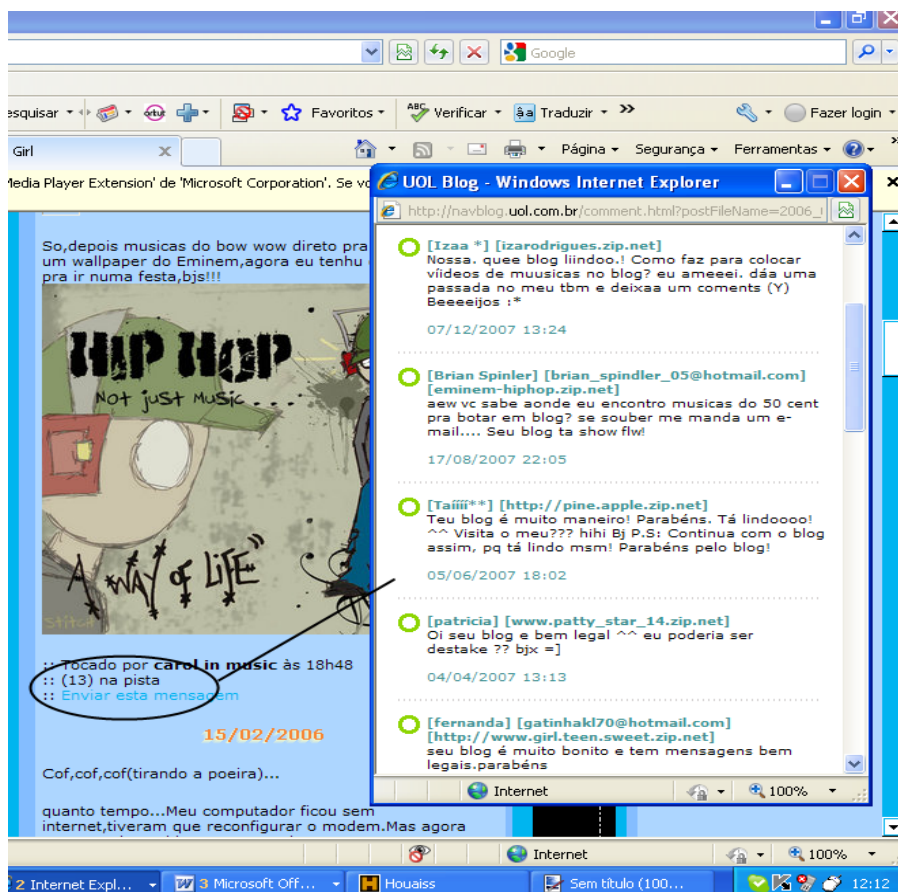 Google
esquisar
Favoritos
Verificar
Traduzir
Fazer login
Girl
Página
Segurança
Ferramentas
Media Player Extension' de 'Microsoft Corporation'. Se
UOL Blog - Windows Internet Explorer
http://navblog.uol.com.br/comment.html?postFileName=2006_
So,depois musicas do bow wow direto pra
um wallpaper do Eminem,agora eu tenhu
pra ir numa festa,bjs!!!
HIP HOP
NOT JUST MUSIC...
A WAY OF LIFE"
Stitch
:: Tocado por carol in music às 18h48
:: (13) na pista
:: Enviar esta mensagem
15/02/2006
Cof,cof,cof(tirando a poeira)...
quanto tempo...Meu computador ficou sem
internet,tiveram que reconfigurar o modem.Mas agora
[Izaa *] [izarodrigues.zip.net]
Nossa. quee blog liindoo.! Como faz para colocar
víideos de muusicas no blog? eu ameeei. dáa uma
passada no meu tbm e deixaa um coments (Y)
Beeeeijos :*
07/12/2007 13:24
[Brian Spinler] [brian_spindler_05@hotmail.com]
[eminem-hiphop.zip.net]
aew vc sabe aonde eu encontro musicas do 50 cent
pra botar em blog? se souber me manda um e-
mail.... Seu blog ta show flw!
17/08/2007 22:05
[Taíííí**] [http://pine.apple.zip.net]
Teu blog é muito maneiro! Parabéns. Tá lindoooo!
^^ Visita o meu??? hihi Bj P.S: Continua com o blog
assim, pq tá lindo msm! Parabéns pelo blog!
05/06/2007 18:02
[patricia] [www.patty_star_14.zip.net]
Oi seu blog e bem legal ^^ eu poderia ser
destake ?? bjx =]
04/04/2007 13:13
[fernanda] [gatinhakl70@hotmail.com]
[http://www.girl.teen.sweet.zip.net]
seu blog é muito bonito e tem mensagens bem
legais.parabéns
Internet
100%
Internet
100%
2 Internet Expl...
3 Microsoft Off...
Houaiss
Sem título (100...
12:12